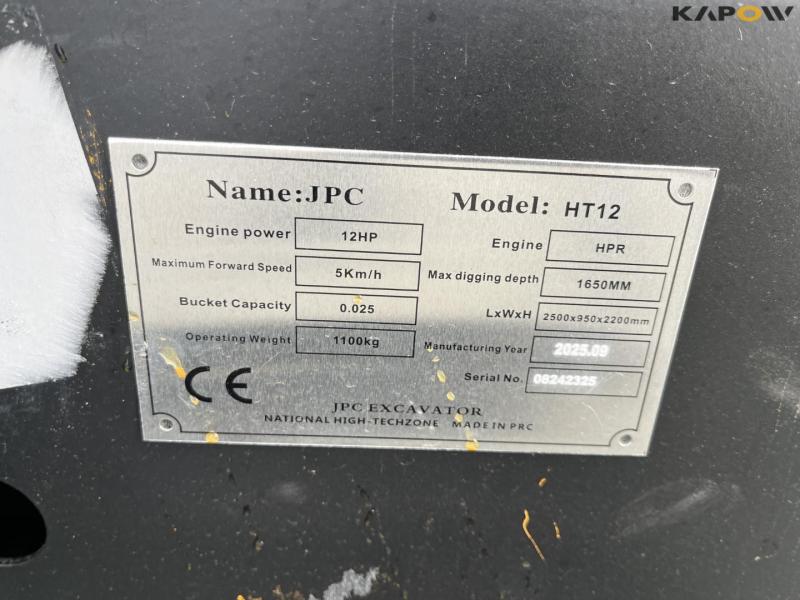 KAPOW
Name:JPC
Model: HT12
Engine power 12HP
Engine HPR
Maximum Forward Speed 5Km/h
Max digging depth 1650MM
Bucket Capacity 0.025
LxWxH 2500x950x2200mm
Operating Weight 1100kg
Manufacturing Year 2025.09
Serial No. 08242325
CE
JPC EXCAVATOR
NATIONAL HIGH-TECHZONE MADE IN PRC